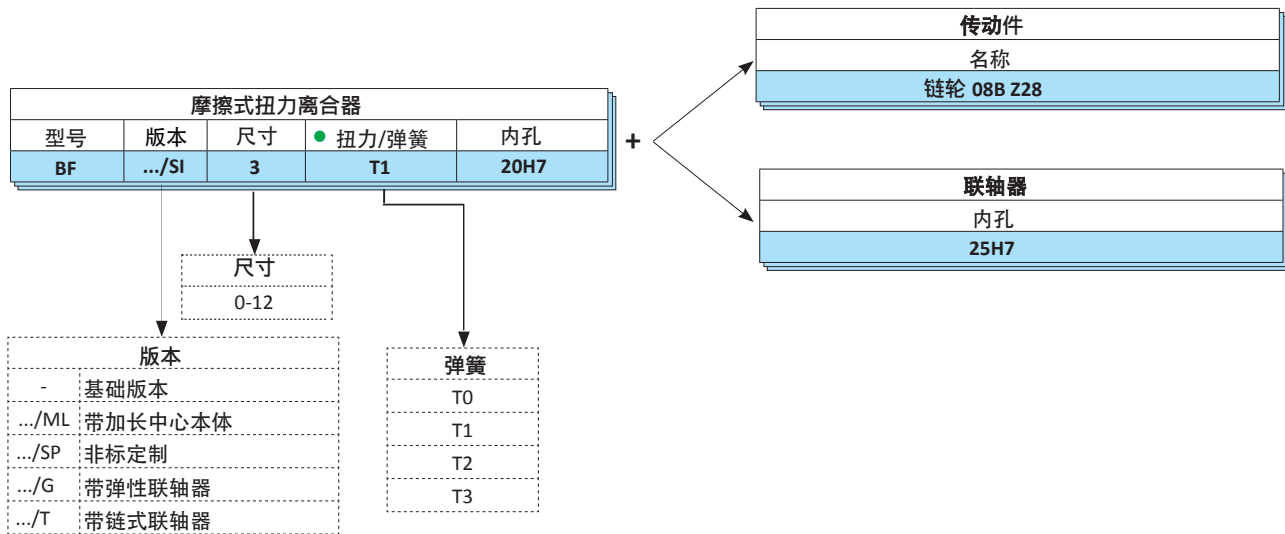 摩擦式扭力离合器
型号 版本 尺寸 扭力/弹簧 内孔
BF .../SI 3 T1 20H7
+
传动件
名称
链轮 08B Z28
联轴器
内孔
25H7
尺寸
0-12
版本
- 基础版本
.../ML 带加长中心本体
.../SP 非标定制
.../G 带弹性联轴器
.../T 带链式联轴器
弹簧
T0
T1
T2
T3